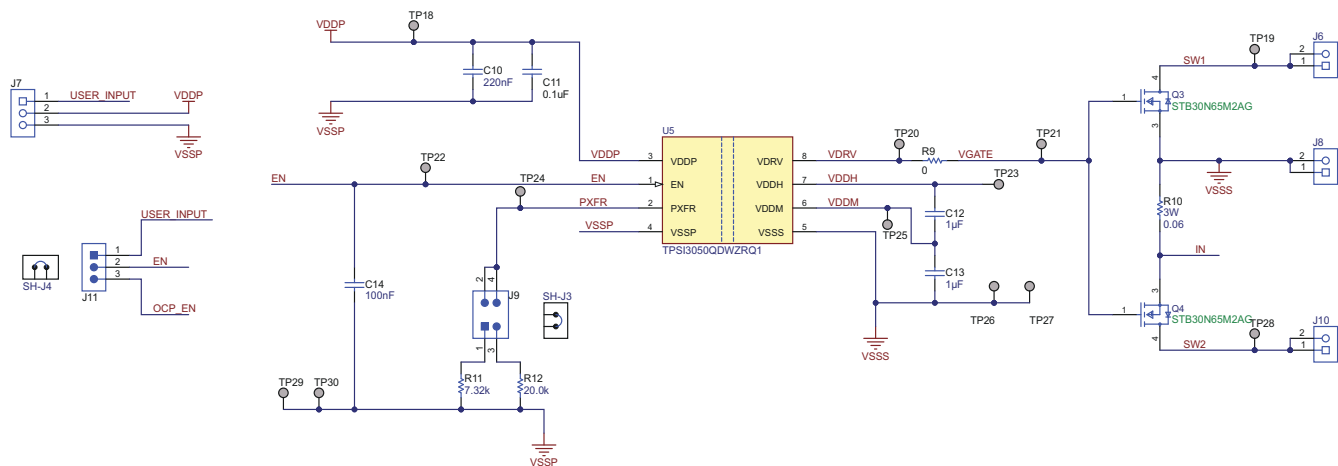 VDDP
TP18
C10
220nF
C11
0.1uF
VSSP
J7
1
2
3
USER_INPUT
VDDP
VSSP
USER_INPUT
EN
OCP_EN
1
2
3
J11
SH-J4
EN
TP22
EN
TP24
PXFR
VSSP
VDDP
C14
100nF
2
4
J9
1
3
SH-J3
R11
7.32k
R12
20.0k
TP29
TP30
VSSP
U5
3
1
2
4
VDDP
EN
PXFR
VSSP
VDRV
VDDH
VDDM
VSSS
8
7
6
5
TPSI3050QDWZRQ1
VDRV
TP20
R9
0
VGATE
TP21
VDDH
TP23
VDDM
TP25
C12
1µF
C13
1µF
TP26
TP27
VSSS
1
4
3
Q3
STB30N65M2AG
SW1
TP19
J6
2
1
VSSS
J8
2
1
R10
3W
0.06
IN
1
3
4
Q4
STB30N65M2AG
SW2
TP28
J10
2
1